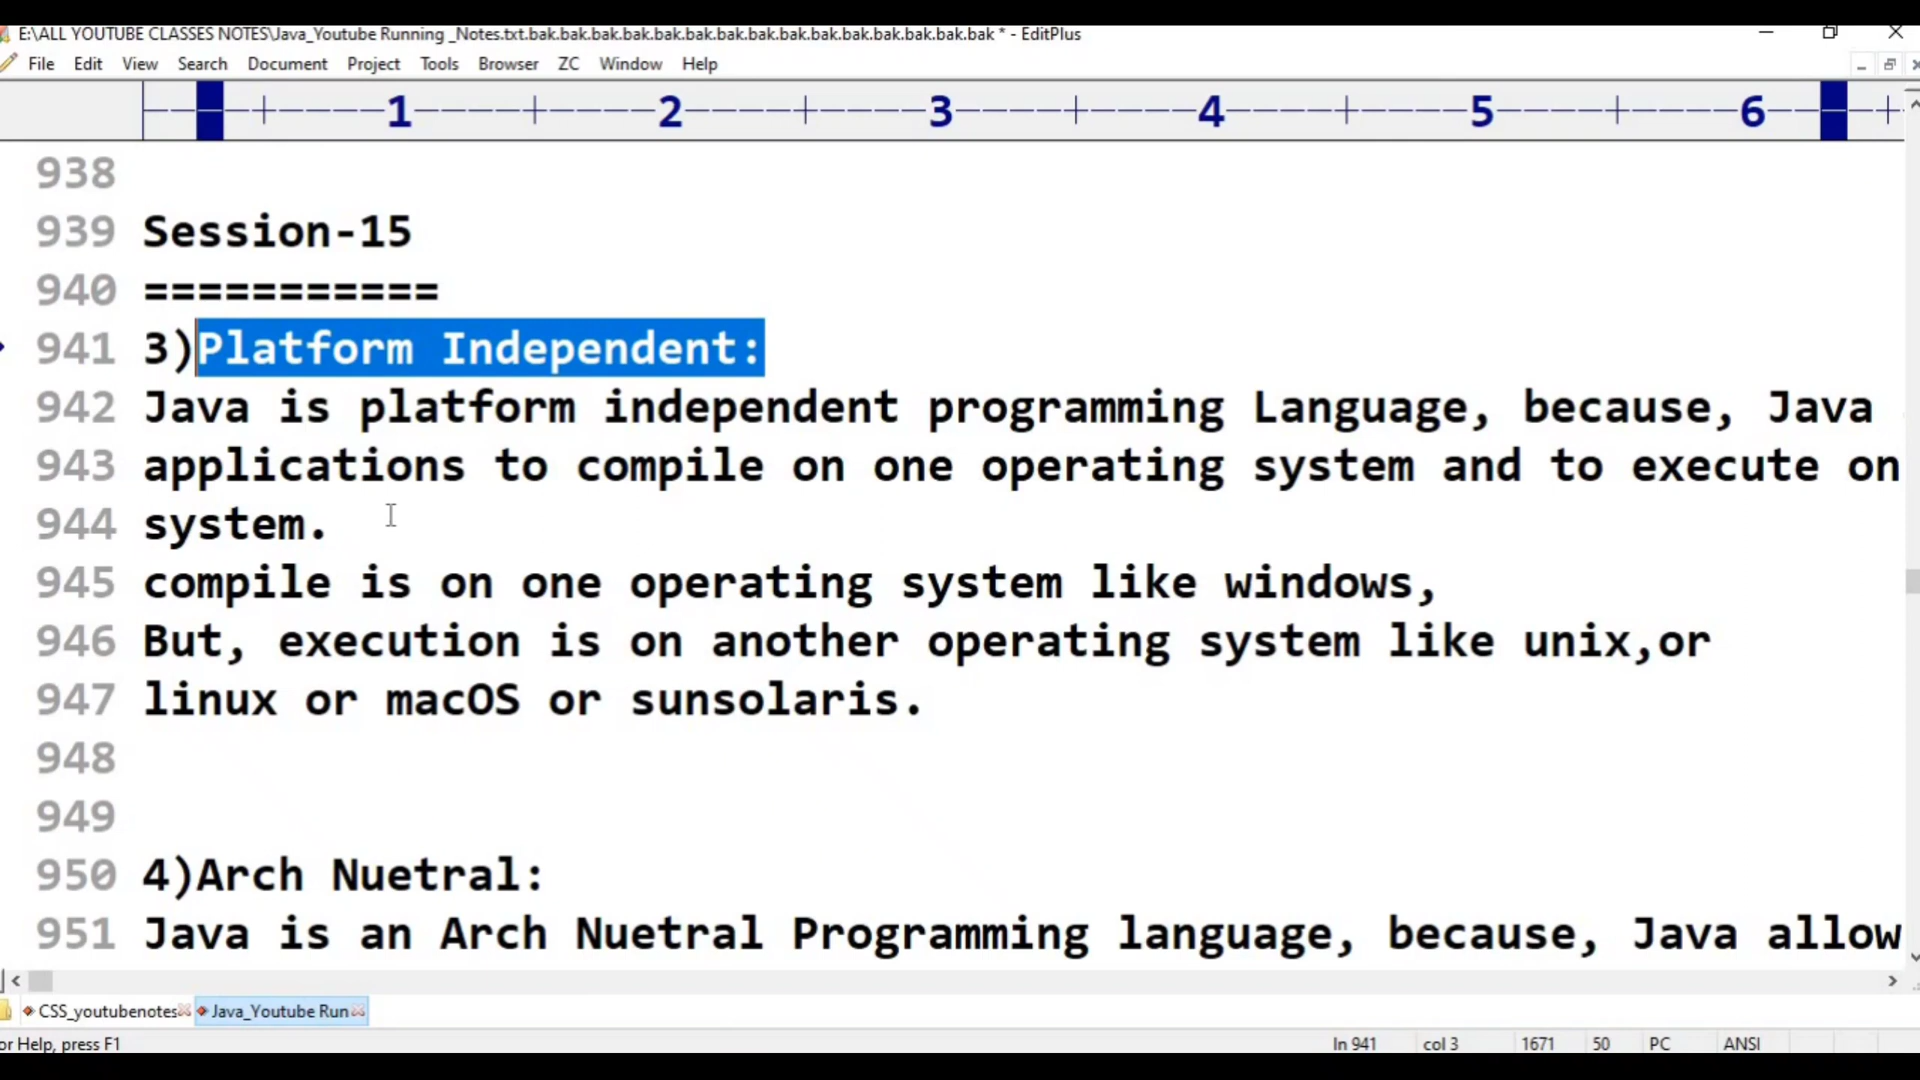 E:\ALL YOUTUBE CLASSES NOTES\Java_Youtube Running _Notes.txt.bak.bak.bak.bak.bak.bak.bak.bak.bak.bak.bak.bak.bak.bak.bak * - EditPlus
File Edit View Search Document Project Tools Browser ZC Window Help
1 2 3 4 5 6
938
939 Session-15
940 ===========
941 3)Platform Independent:
942 Java is platform independent programming Language, because, Java
943 applications to compile on one operating system and to execute on
944 system.
945 compile is on one operating system like windows,
946 But, execution is on another operating system like unix,or
947 linux or macOS or sunsolaris.
948
949
950 4)Arch Nuetral:
951 Java is an Arch Nuetral Programming language, because, Java allow
CSS_youtubenotes Java_Youtube Run
or Help, press F1 ln 941 col 3 1671 50 PC ANSI